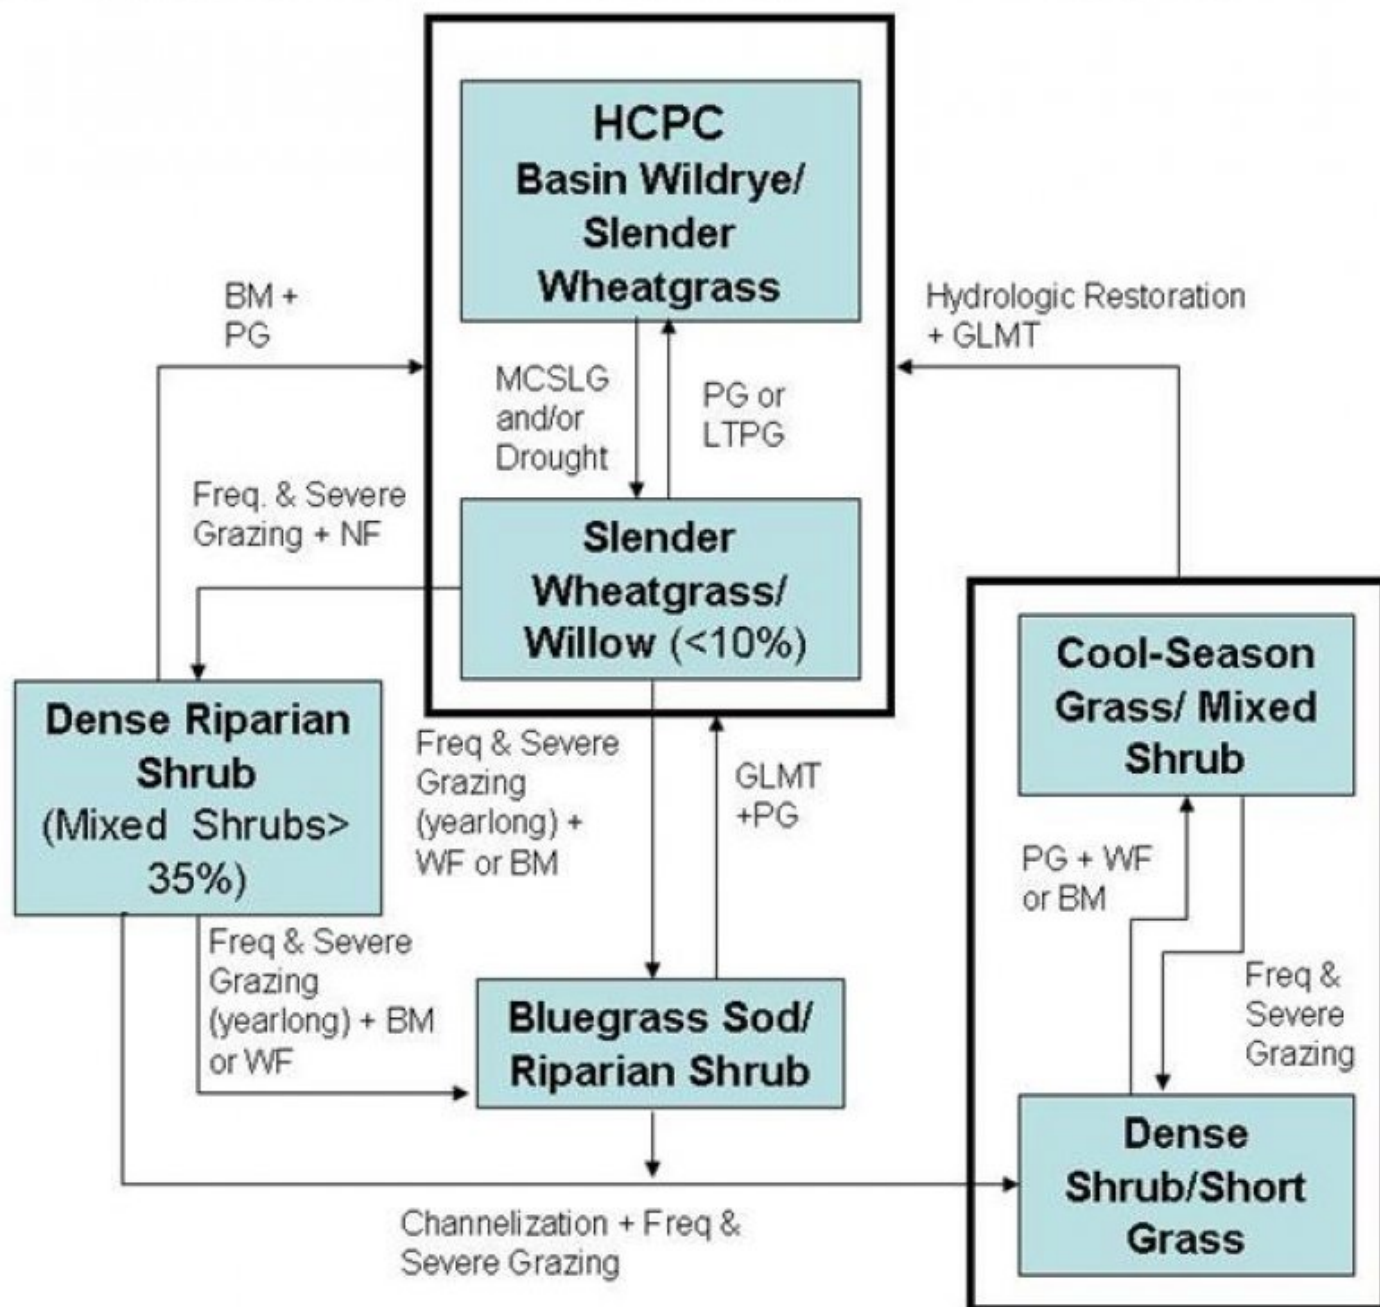 HCPC
Basin Wildrye/
Slender
Wheatgrass
BM +
PG
Hydrologic Restoration
+ GLMT
MCSLG
and/or
Drought
PG or
LTPG
Freq. & Severe
Grazing + NF
Slender
Wheatgrass/
Willow (<10%)
Cool-Season
Grass/ Mixed
Shrub
Dense Riparian
Shrub
(Mixed Shrubs>
35%)
Freq & Severe
Grazing
(yearlong) +
WF or BM
GLMT
+PG
PG + WF
or BM
Freq & Severe
Grazing
(yearlong) + BM
or WF
Freq &
Severe
Grazing
Bluegrass Sod/
Riparian Shrub
Dense
Shrub/Short
Grass
Channelization + Freq &
Severe Grazing